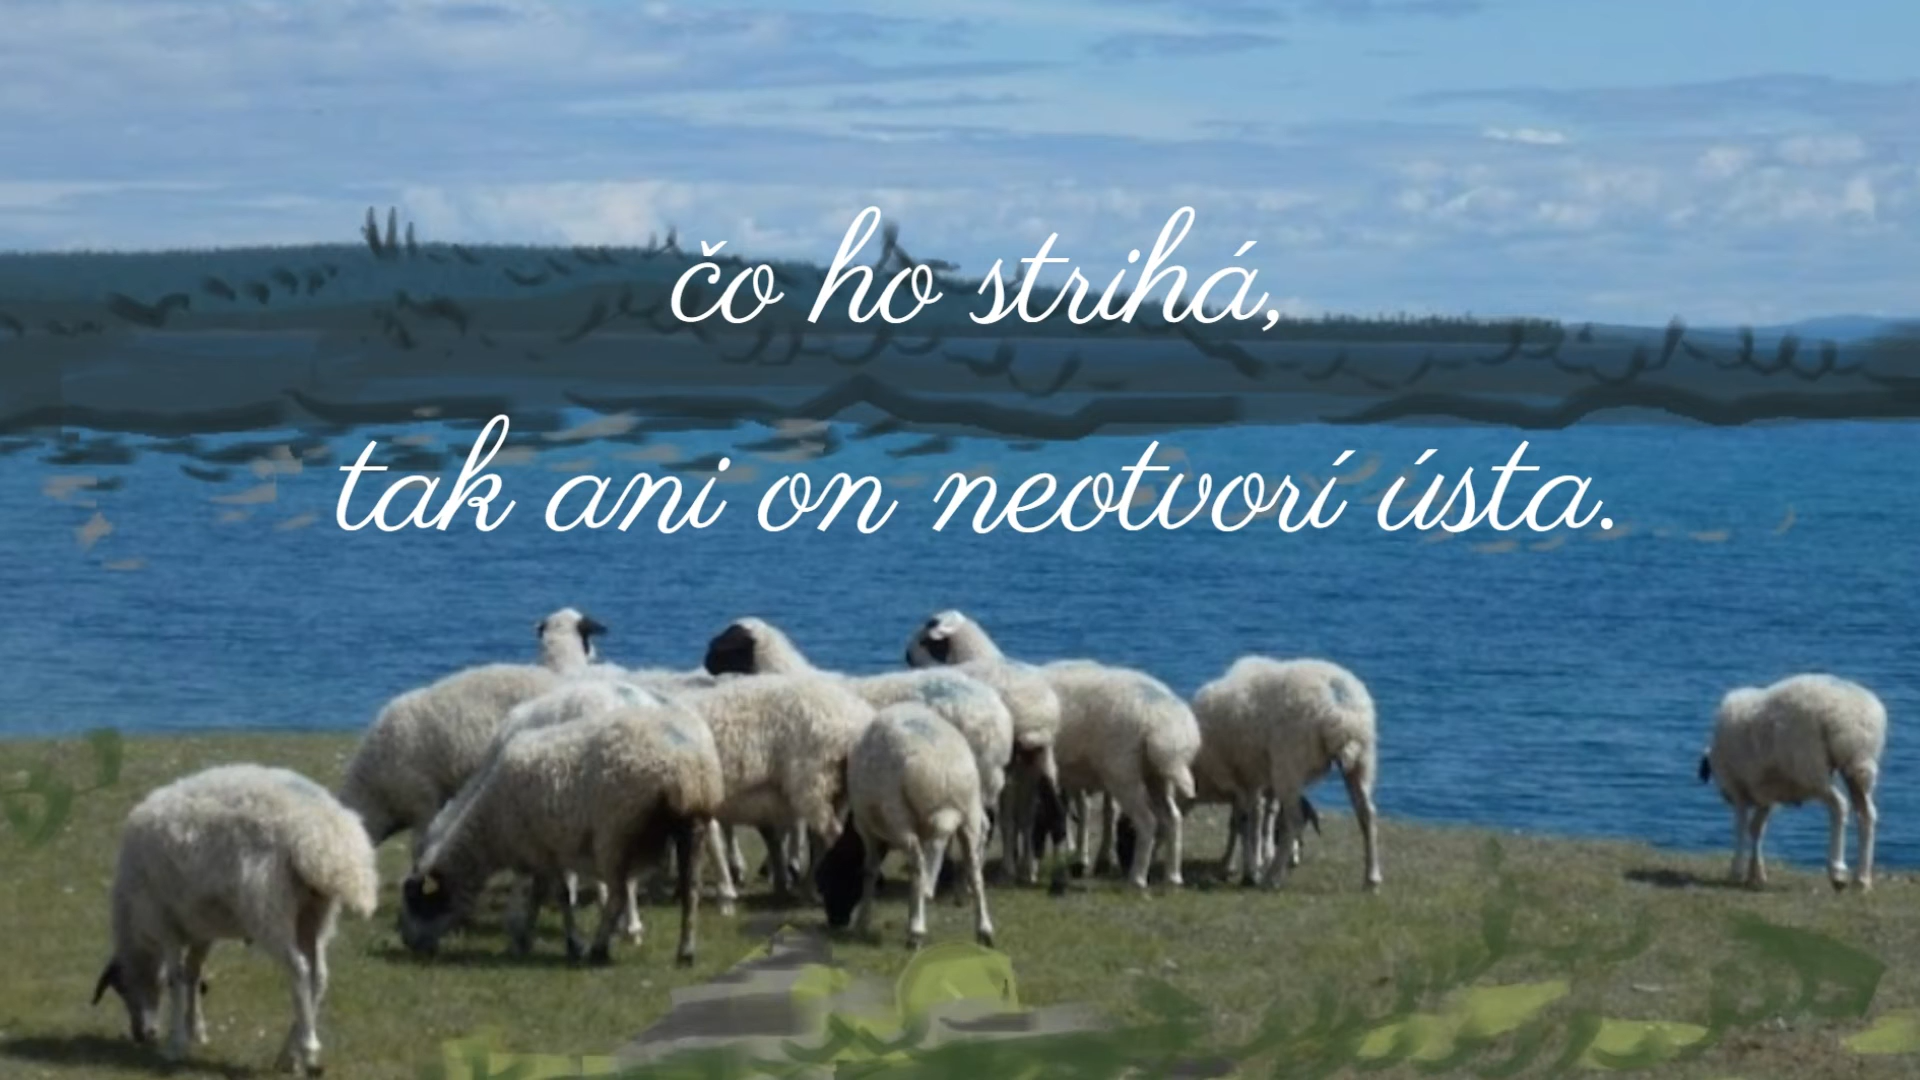 čo ho strihá,
tak ani on neotvorí ústa.